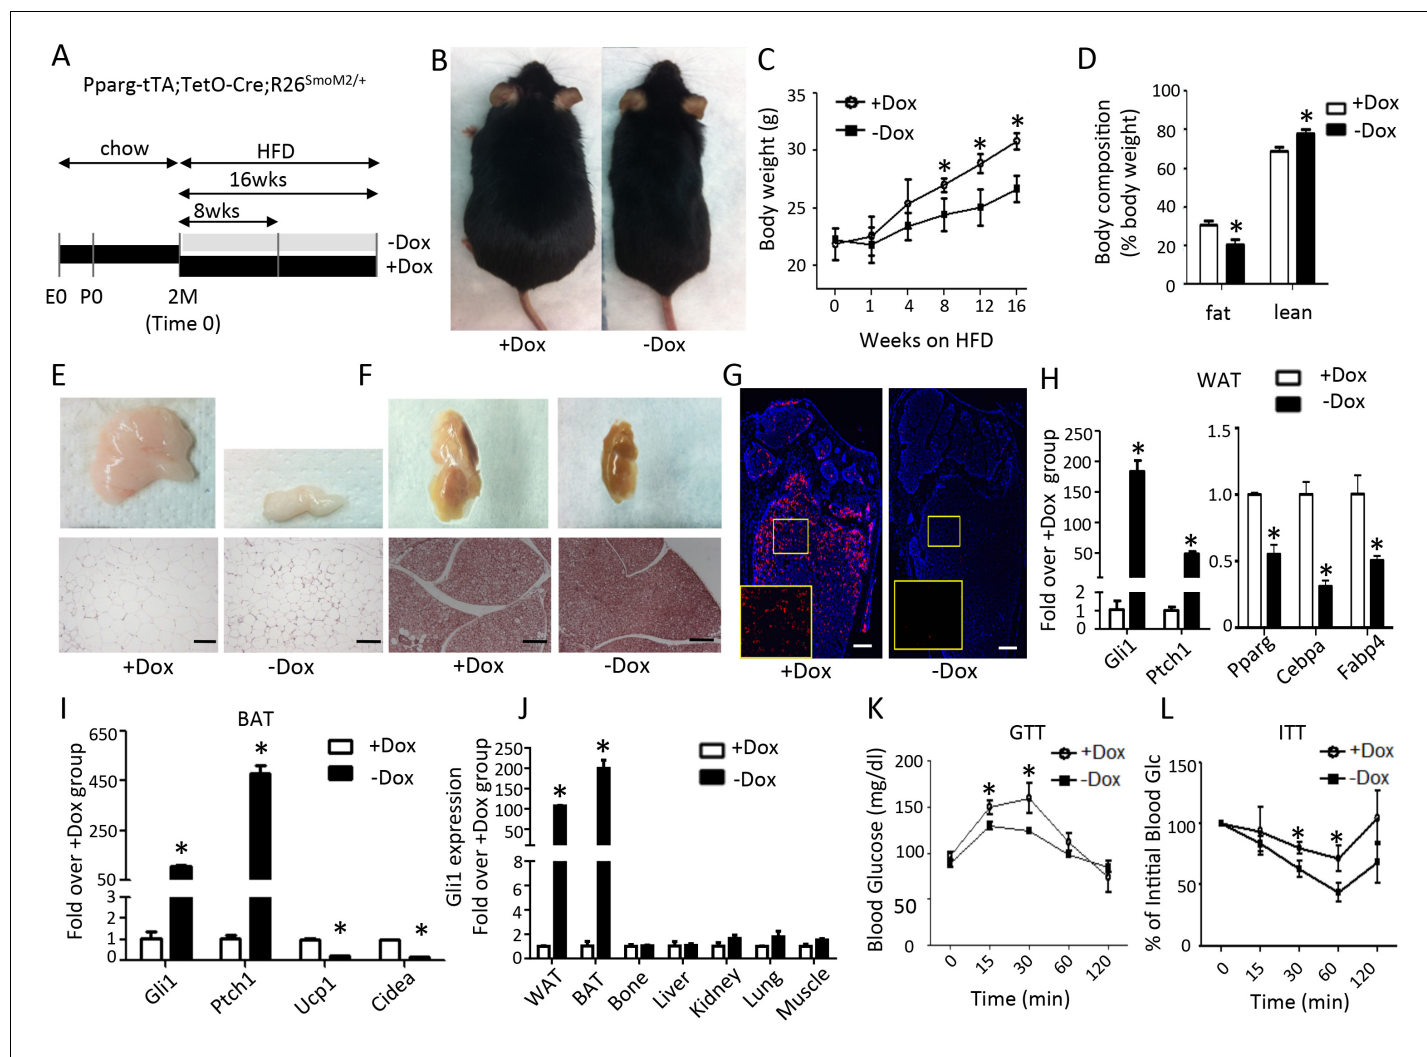 A
Pparg-tTA;TetO-Cre;R26SmoM2/+
chow
HFD
16wks
8wks
-Dox
+Dox
E0 P0 2M
(Time 0)
B
+Dox -Dox
C
Body weight (g)
35
30
25
20
+Dox
-Dox
* * *
0 1 4 8 12 16
Weeks on HFD
D
Body composition
(% body weight)
100
80
60
40
20
0
+Dox
-Dox
* *
fat lean
E
+Dox -Dox
F
+Dox -Dox
G
+Dox -Dox
H
WAT
+Dox
-Dox
Fold over +Dox group
250
200
150
100
50
2
1
0
* *
Gli1 Ptch1
1.5
1.0
0.5
0
* * *
Pparg Cebpa Fabp4
I
BAT
+Dox
-Dox
Fold over +Dox group
650
450
250
50
3
2
1
0
* * * *
Gli1 Ptch1 Ucp1 Cidea
J
Gli1 expression
Fold over +Dox group
+Dox
-Dox
250
200
150
100
50
8
6
4
2
0
* *
WAT BAT Bone Liver Kidney Lung Muscle
K
GTT
+Dox
-Dox
Blood Glucose (mg/dl)
200
150
100
50
0
* *
0 15 30 60 120
Time (min)
L
ITT
+Dox
-Dox
% of Intitial Blood Glc
150
100
50
0
* *
0 15 30 60 120
Time (min)